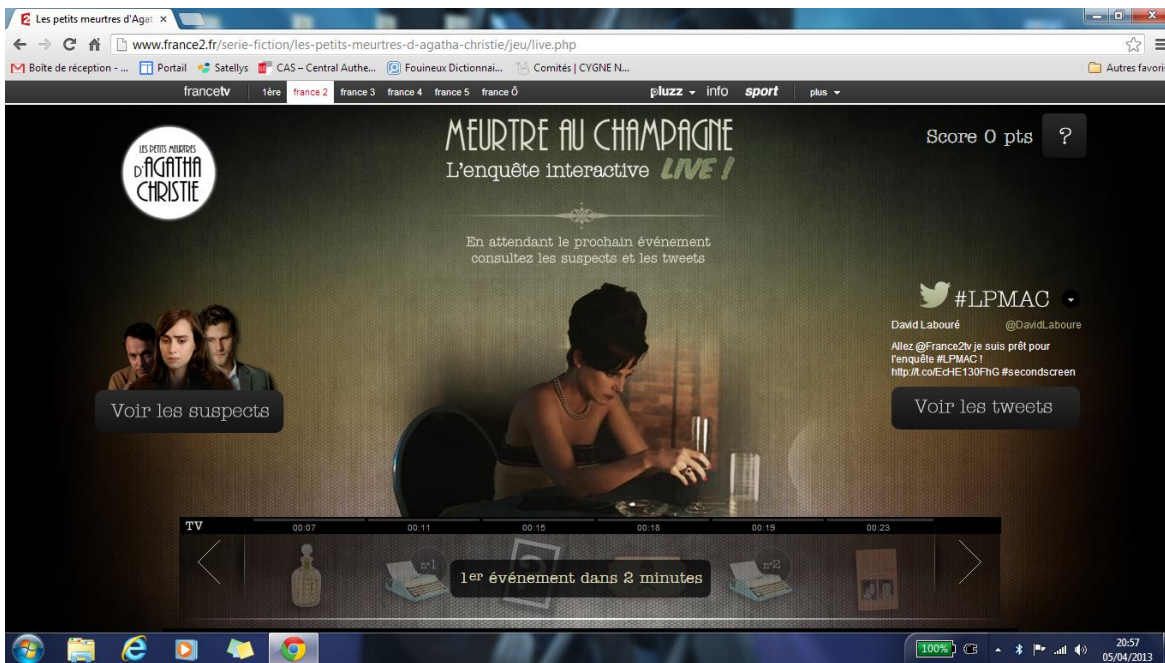 Les petits meurtres d'Agat
www.france2.fr/serie-fiction/les-petits-meurtres-d-agatha-christie/jeu/live.php
Boîte de réception - ... Portail Satellys CAS – Central Authe... Fouineux Dictionnai... Comités | CYGNE N... Autres favoris
francetv 1ère france 2 france 3 france 4 france 5 france ô pluzz info sport plus
LES PETITS MEURTRES
D'AGATHA
CHRISTIE
MEURTRE AU CHAMPAGNE
L'enquête interactive LIVE !
Score 0 pts ?
En attendant le prochain événement
consultez les suspects et les tweets
Voir les suspects
#LPMAC
David Labouré @DavidLaboure
Allez @France2tv je suis prêt pour
l'enquête #LPMAC !
http://t.co/EcHE130FhG #secondscreen
Voir les tweets
TV 00:07 00:11 00:15 00:18 00:19 00:23
n°1 ? n°2
1er événement dans 2 minutes
100% 20:57
05/04/2013